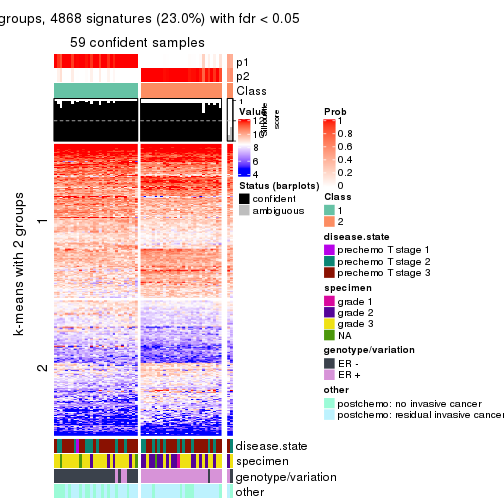 groups, 4868 signatures (23.0%) with fdr < 0.05
59 confident samples
p1
p2
Class
1
Silhouette
score
k-means with 2 groups
1
2
disease.state
specimen
genotype/variation
other
Value
12
10
8
6
4
Status (barplots)
confident
ambiguous
Prob
1
0.8
0.6
0.4
0.2
0
Class
1
2
disease.state
prechemo T stage 1
prechemo T stage 2
prechemo T stage 3
specimen
grade 1
grade 2
grade 3
NA
genotype/variation
ER -
ER +
other
postchemo: no invasive cancer
postchemo: residual invasive cancer